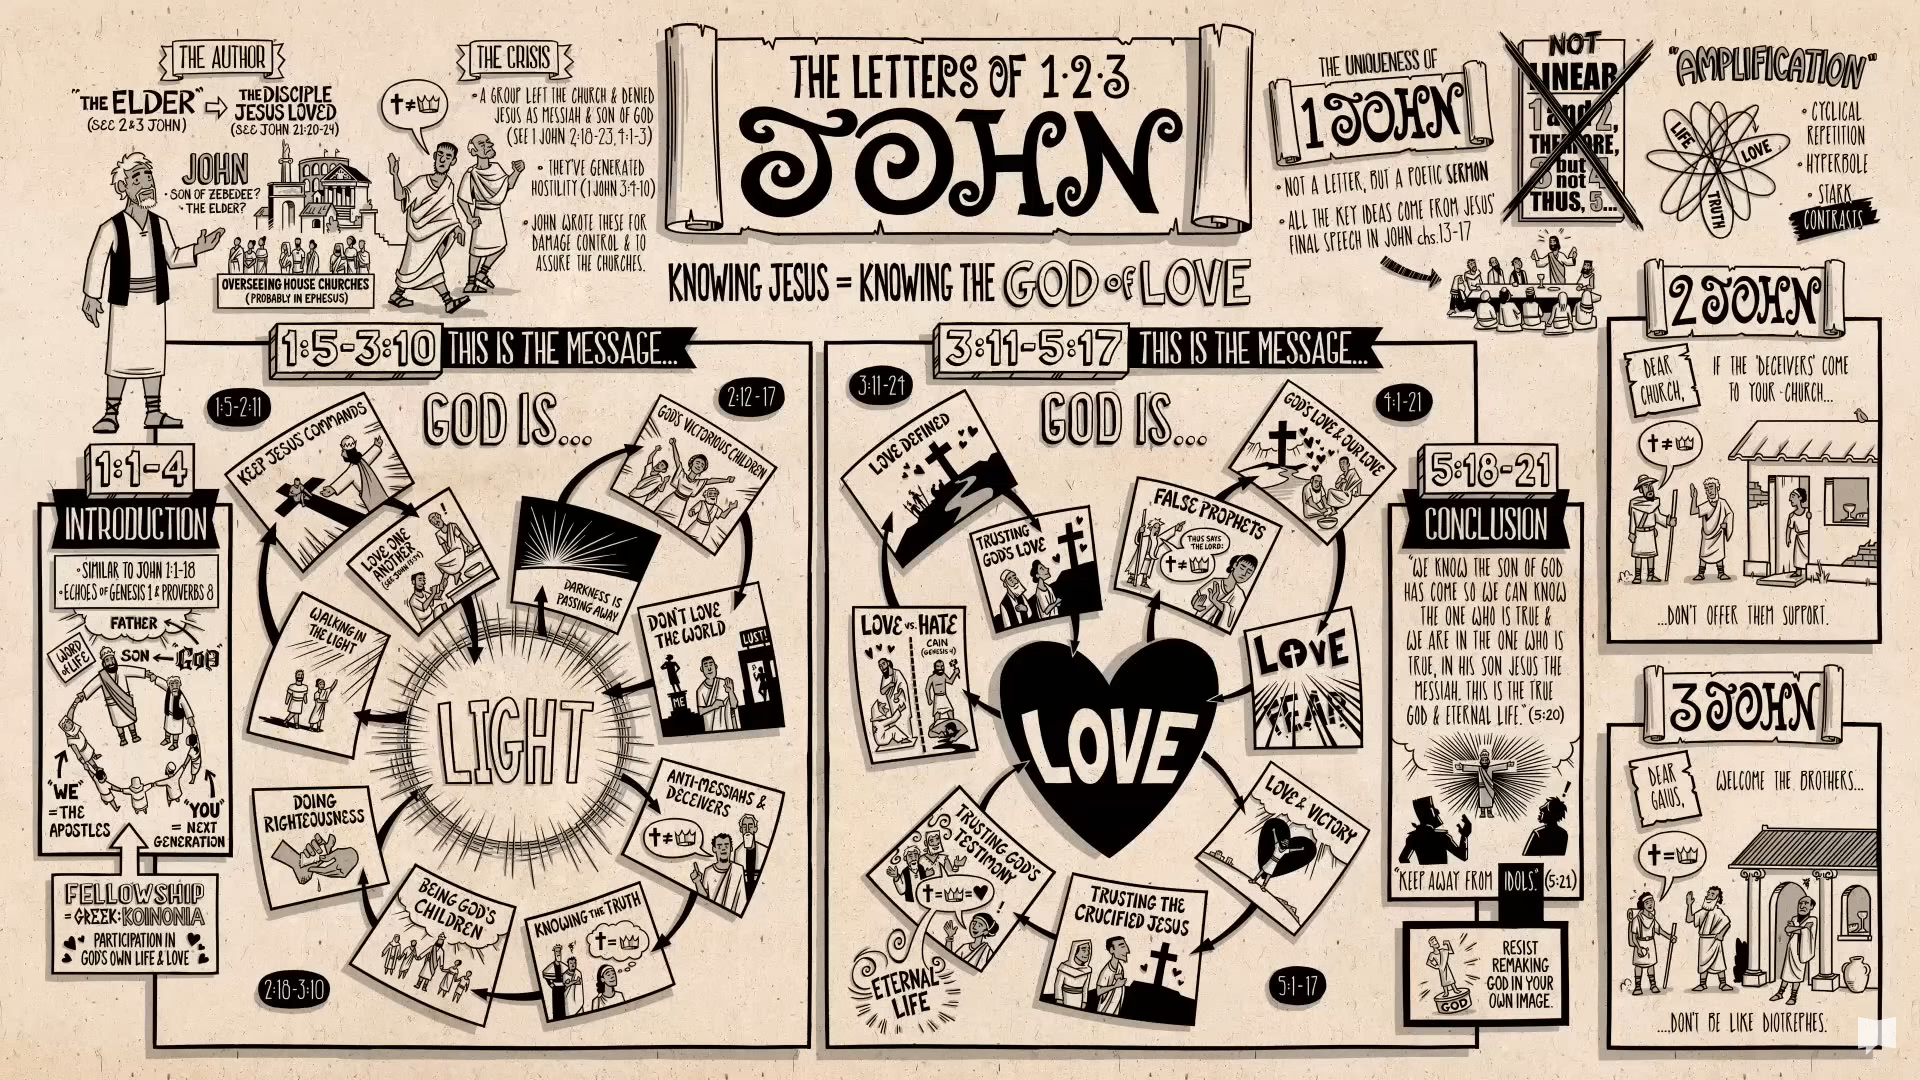 THE AUTHOR
"THE ELDER" ⇨ THE DISCIPLE
JESUS LOVED
(SEE 2&3 JOHN)
(SEE JOHN 21:20-24)
JOHN
• SON OF ZEBEDEE?
• THE ELDER?
OVERSEEING HOUSE CHURCHES
(PROBABLY IN EPHESUS)
THE CRISIS
✝≠♔
• A GROUP LEFT THE CHURCH & DENIED
JESUS AS MESSIAH & SON OF GOD
(SEE 1 JOHN 2:18-23, 4:1-3)
• THEY'VE GENERATED
HOSTILITY (1 JOHN 3:4-10)
• JOHN WROTE THESE FOR
DAMAGE CONTROL & TO
ASSURE THE CHURCHES.
THE LETTERS OF 1·2·3
JOHN
KNOWING JESUS = KNOWING THE GOD of LOVE
THE UNIQUENESS OF
1 JOHN
• NOT A LETTER, BUT A POETIC SERMON
• ALL THE KEY IDEAS COME FROM JESUS'
FINAL SPEECH IN JOHN chs.13-17
NOT
LINEAR
1 and 2,
THEREFORE,
3 but 4
not
THUS, 5...
"AMPLIFICATION"
LIFE
LOVE
TRUTH
• CYCLICAL
REPETITION
• HYPERBOLE
• STARK
CONTRASTS
1:1-4
INTRODUCTION
• SIMILAR TO JOHN 1:1-18
• ECHOES OF GENESIS 1 & PROVERBS 8
FATHER
WORD
OF LIFE
SON ← "GOD"
"WE"
= THE
APOSTLES
"YOU"
= NEXT
GENERATION
FELLOWSHIP
= GREEK: KOINONIA
PARTICIPATION IN
GOD'S OWN LIFE & LOVE
1:5-3:10 THIS IS THE MESSAGE...
GOD IS...
LIGHT
1:5-2:11
WALKING IN
THE LIGHT
KEEP JESUS' COMMANDS
LOVE ONE
ANOTHER
(SEE JOHN 13:34)
!
2:12-17
DARKNESS IS
PASSING AWAY
GOD'S VICTORIOUS CHILDREN
DON'T LOVE
THE WORLD
LUST!
ME
ANTI-MESSIAHS &
DECEIVERS
✝≠♔
KNOWING THE TRUTH
✝=♔
BEING GOD'S
CHILDREN
DOING
RIGHTEOUSNESS
2:18-3:10
3:11-5:17 THIS IS THE MESSAGE...
GOD IS...
LOVE
3:11-24
LOVE vs. HATE
CAIN
(GENESIS 4)
LOVE DEFINED
TRUSTING
GOD'S LOVE
4:1-21
FALSE PROPHETS
THUS SAYS
THE LORD:
✝≠♔
GOD'S LOVE & OUR LOVE
LOVE
FEAR
LOVE & VICTORY
TRUSTING THE
CRUCIFIED JESUS
TRUSTING GOD'S
TESTIMONY
✝=♔=♥
!
ETERNAL
LIFE
5:1-17
5:18-21
CONCLUSION
"WE KNOW THE SON OF GOD
HAS COME SO WE CAN KNOW
THE ONE WHO IS TRUE &
WE ARE IN THE ONE WHO IS
TRUE, IN HIS SON JESUS THE
MESSIAH. THIS IS THE TRUE
GOD & ETERNAL LIFE." (5:20)
!
"KEEP AWAY FROM IDOLS." (5:21)
GOD
RESIST
REMAKING
GOD IN YOUR
OWN IMAGE.
2 JOHN
DEAR
CHURCH,
IF THE 'DECEIVERS' COME
TO YOUR CHURCH...
✝≠♔
...DON'T OFFER THEM SUPPORT.
3 JOHN
DEAR
GAIUS,
WELCOME THE BROTHERS...
✝=♔
....DON'T BE LIKE DIOTREPHES.